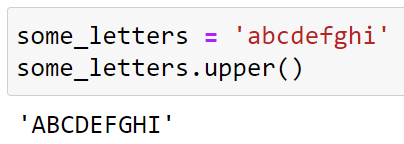 some_letters = 'abcdefghi'
some_letters.upper()
'ABCDEFGHI'